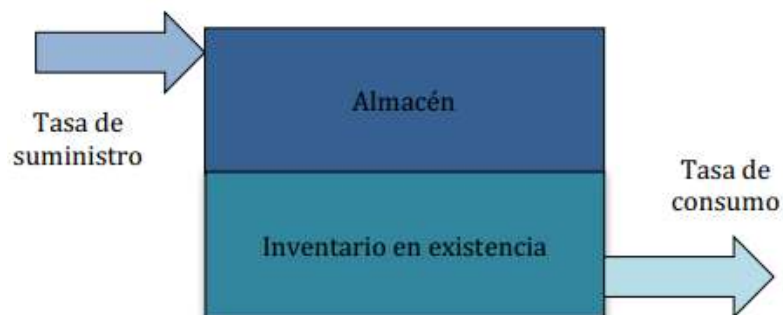 Almacén
Tasa de
suministro
Tasa de
consumo
Inventario en existencia